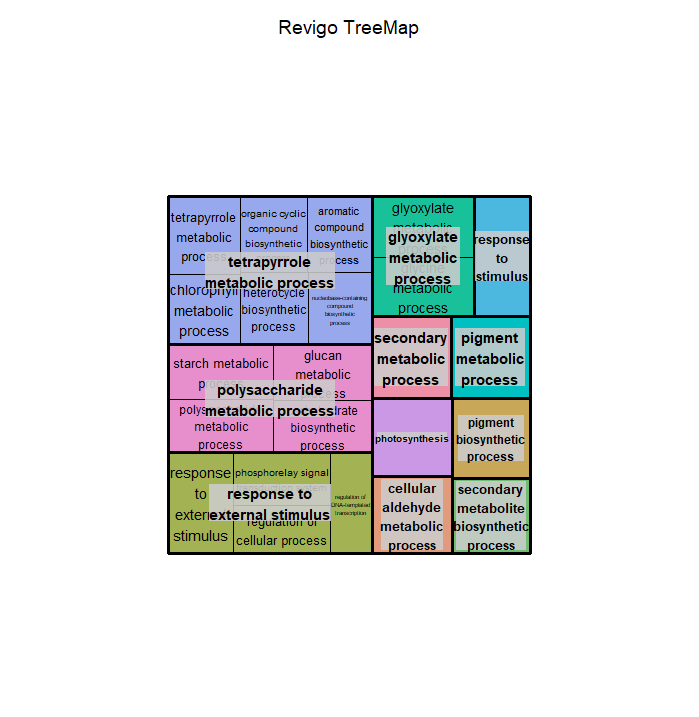 Revigo TreeMap
tetrapyrrole
metabolic
process
organic cyclic
compound
biosynthetic
aromatic
compound
biosynthetic
process
tetrapyrrole
metabolic process
chlorophyll
metabolic
process
heterocycle
biosynthetic
process
nucleobase-containing
compound
biosynthetic
process
glyoxylate
metabolic
process
glyoxylate
metabolic
process
glycine
metabolic
process
response
to
stimulus
starch metabolic
process
glucan
metabolic
process
polysaccharide
metabolic process
metabolic
process
biosynthetic
process
secondary
metabolic
process
pigment
metabolic
process
photosynthesis
pigment
biosynthetic
process
response
to
external
stimulus
phosphorelay signal
response to
external stimulus
regulation of
cellular process
regulation of
DNA-templated
transcription
cellular
aldehyde
metabolic
process
secondary
metabolite
biosynthetic
process